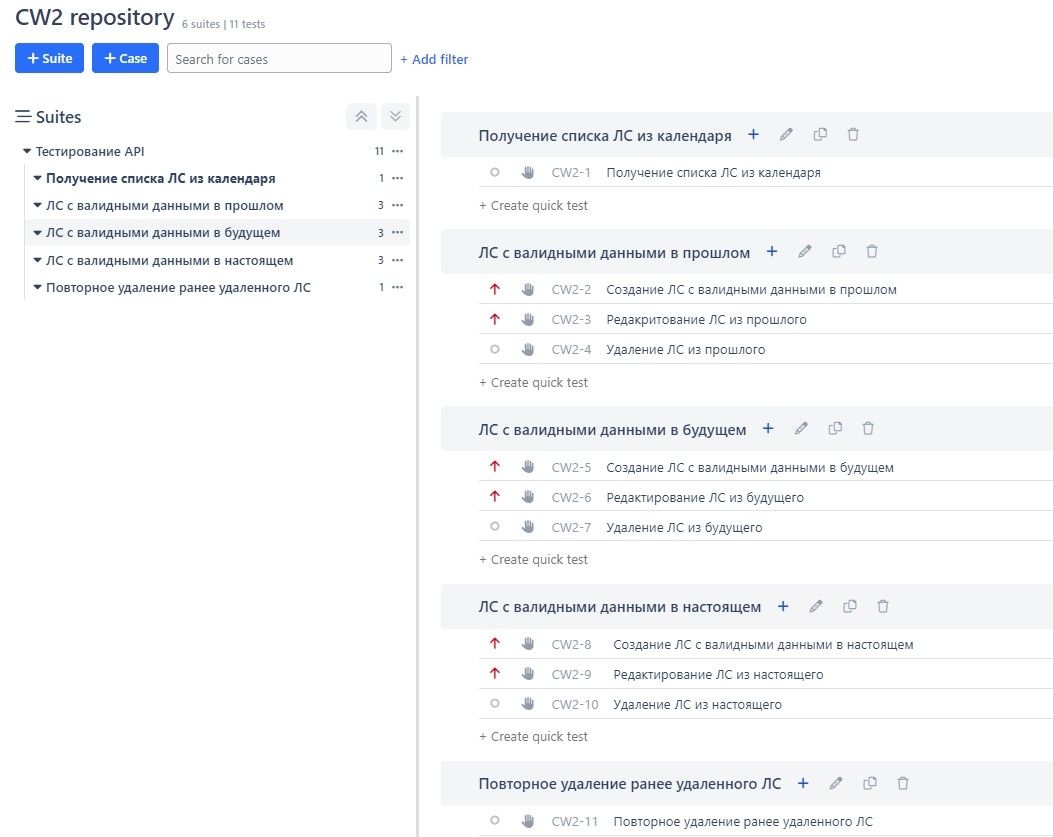 CW2 repository 6 suites | 11 tests
+ Suite + Case Search for cases + Add filter
Suites
Тестирование API 11
Получение списка ЛС из календаря 1
ЛС с валидными данными в прошлом 3
ЛС с валидными данными в будущем 3
ЛС с валидными данными в настоящем 3
Повторное удаление ранее удаленного ЛС 1
Получение списка ЛС из календаря
CW2-1 Получение списка ЛС из календаря
+ Create quick test
ЛС с валидными данными в прошлом
CW2-2 Создание ЛС с валидными данными в прошлом
CW2-3 Редакритование ЛС из прошлого
CW2-4 Удаление ЛС из прошлого
+ Create quick test
ЛС с валидными данными в будущем
CW2-5 Создание ЛС с валидными данными в будущем
CW2-6 Редактирование ЛС из будущего
CW2-7 Удаление ЛС из будущего
+ Create quick test
ЛС с валидными данными в настоящем
CW2-8 Создание ЛС с валидными данными в настоящем
CW2-9 Редактирование ЛС из настоящего
CW2-10 Удаление ЛС из настоящего
+ Create quick test
Повторное удаление ранее удаленного ЛС
CW2-11 Повторное удаление ранее удаленного ЛС